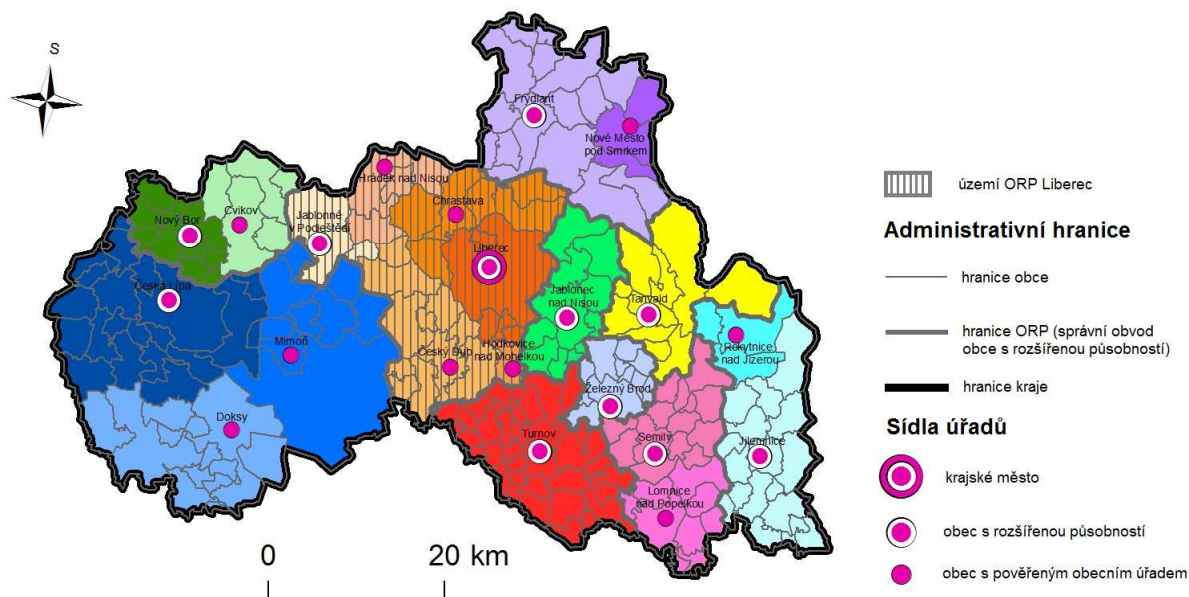 S
Frýdlant
Nové Město
pod Smrkem
Hrádek nad Nisou
Chrastava
Cvikov
Nový Bor
Jablonné
v Podještědí
Liberec
Česká Lípa
Jablonec
nad Nisou
Tanvald
Rokytnice
nad Jizerou
Mimoň
Český Dub
Hodkovice
nad Mohelkou
Železný Brod
Doksy
Turnov
Semily
Jilemnice
Lomnice
nad Popelkou
0
20 km
území ORP Liberec
Administrativní hranice
hranice obce
hranice ORP (správní obvod
obce s rozšířenou působností)
hranice kraje
Sídla úřadů
krajské město
obec s rozšířenou působností
obec s pověřeným obecním úřadem